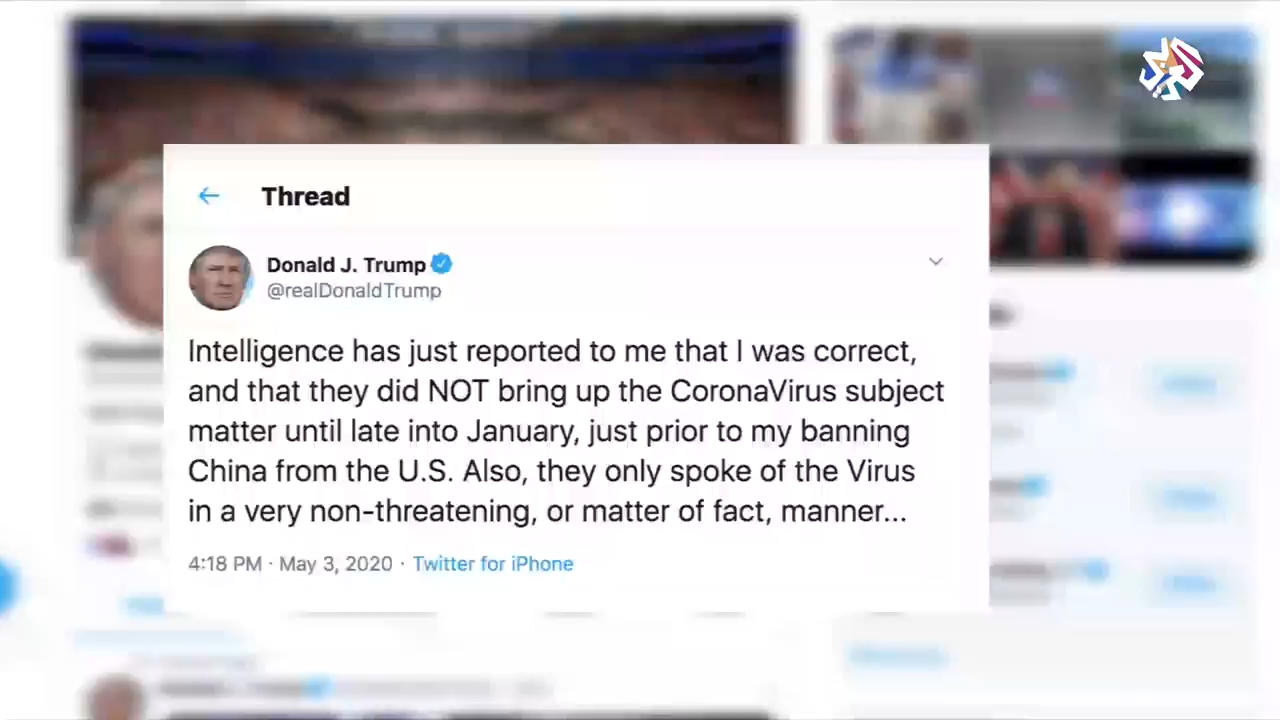 Thread
Donald J. Trump
@realDonaldTrump
Intelligence has just reported to me that I was correct,
and that they did NOT bring up the CoronaVirus subject
matter until late into January, just prior to my banning
China from the U.S. Also, they only spoke of the Virus
in a very non-threatening, or matter of fact, manner...
4:18 PM · May 3, 2020 · Twitter for iPhone